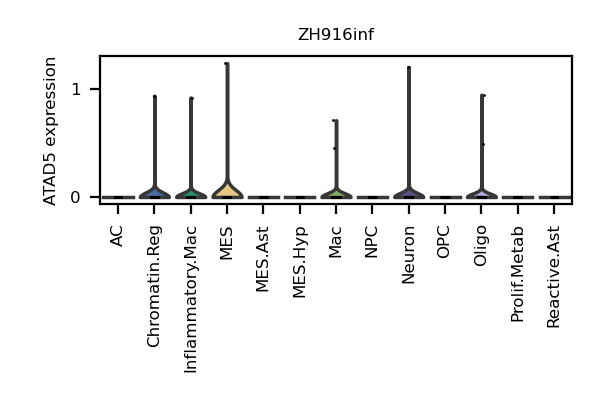 ZH916inf
ATAD5 expression
1
0
AC
Chromatin.Reg
Inflammatory.Mac
MES
MES.Ast
MES.Hyp
Mac
NPC
Neuron
OPC
Oligo
Prolif.Metab
Reactive.Ast